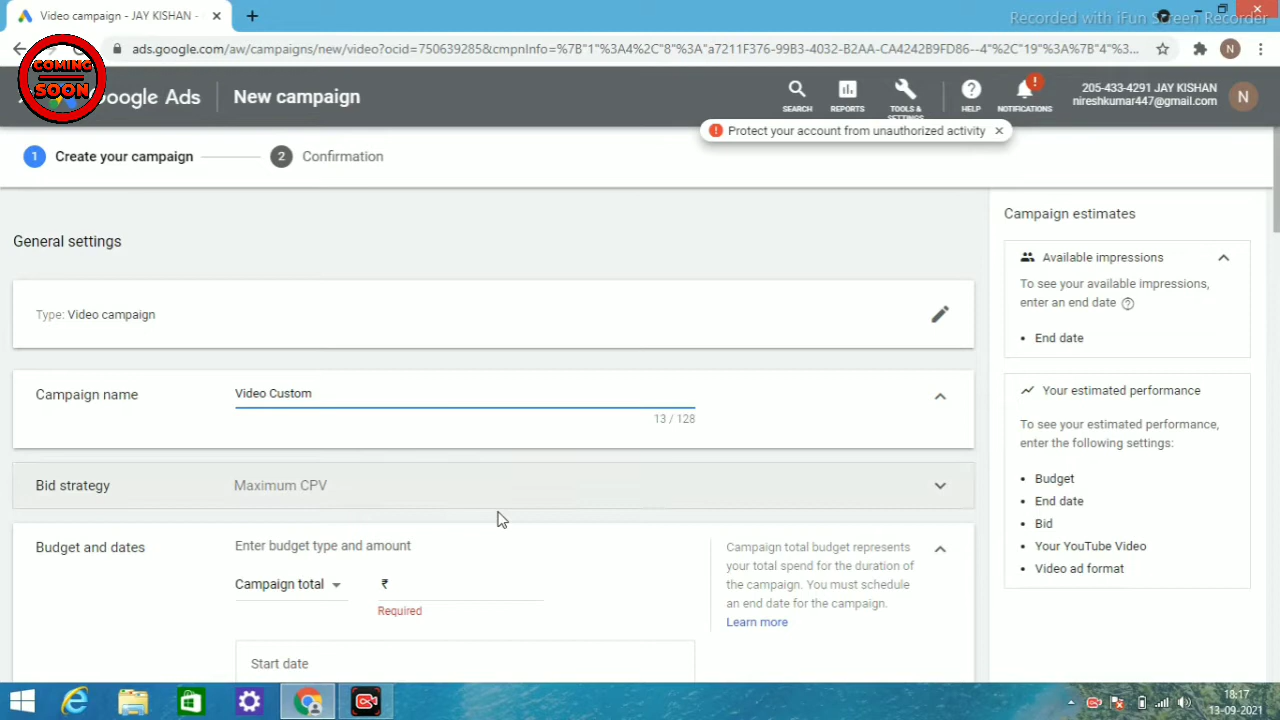 Video campaign - JAY KISHAN -
Recorded with iFun Screen Recorder
ads.google.com/aw/campaigns/new/video?ocid=750639285&cmpnInfo=%7B"1"%3A4%2C"8"%3A"a7211F376-99B3-4032-B2AA-CA4242B9FD86--4"%2C"19"%3A%7B"4"%3...
N
COMING
SOON
Google Ads
New campaign
SEARCH
REPORTS
TOOLS &
SETTINGS
HELP
NOTIFICATIONS
205-433-4291 JAY KISHAN
nireshkumar447@gmail.com
N
Protect your account from unauthorized activity
1 Create your campaign
2 Confirmation
General settings
Type: Video campaign
Campaign name
Video Custom
13 / 128
Bid strategy
Maximum CPV
Budget and dates
Enter budget type and amount
Campaign total
₹
Required
Start date
Campaign total budget represents
your total spend for the duration of
the campaign. You must schedule
an end date for the campaign.
Learn more
Campaign estimates
Available impressions
To see your available impressions,
enter an end date
• End date
Your estimated performance
To see your estimated performance,
enter the following settings:
• Budget
• End date
• Bid
• Your YouTube Video
• Video ad format
18:17
13-09-2021